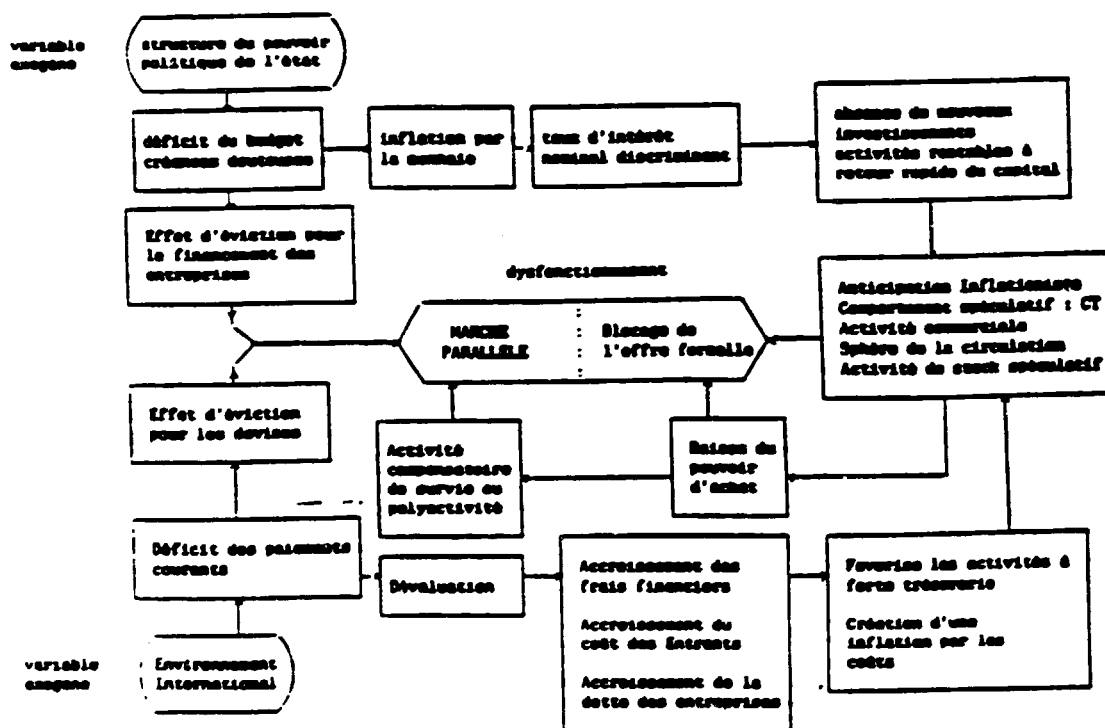 variable
exogène
structure du pouvoir
politique de l'état
déficit du budget
créances douteuses
inflation par
la monnaie
taux d'intérêt
nominal discriminant
absence de nouveaux
investissements
activités rentables à
retour rapide du capital
Effet d'éviction pour
le financement des
entreprises
dysfonctionnement
MARCHE
PARALLÈLE
Blocage de
l'offre formelle
Anticipation Inflationiste
Comportement spéculatif : CT
Activité commerciale
Sphère de la circulation
Activité de stock spéculatif
Effet d'éviction
pour les devises
Activité
compensatoire
de survie ou
polyactivité
Baisse du
pouvoir
d'achat
Déficit des paiements
courants
Dévaluation
Accroissement des
frais financiers
Accroissement du
coût des Entrants
Accroissement de la
dette des entreprises
Favorise les activités à
forte trésorerie
Création d'une
inflation par les
coûts
variable
exogène
Environnement
International